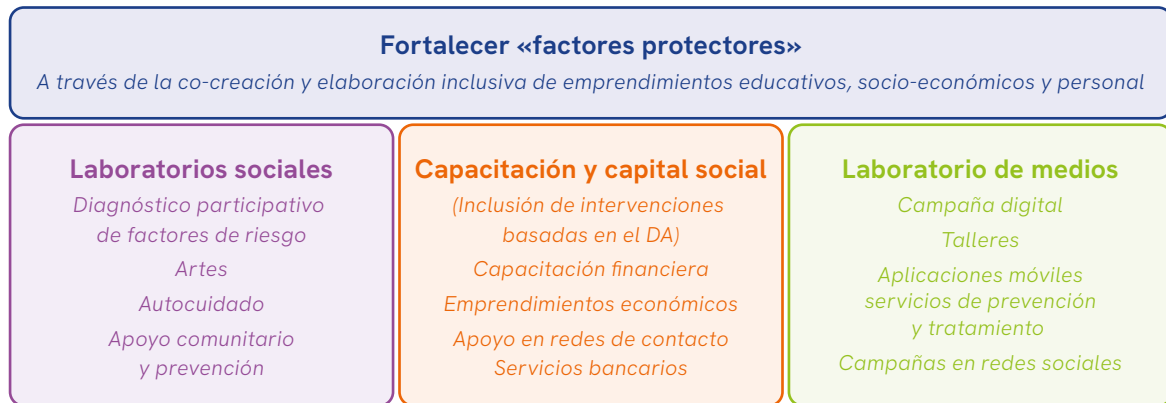 Fortalecer «factores protectores»
A través de la co-creación y elaboración inclusiva de emprendimientos educativos, socio-económicos y personal
Laboratorios sociales
Diagnóstico participativo
de factores de riesgo
Artes
Autocuidado
Apoyo comunitario
y prevención
Capacitación y capital social
(Inclusión de intervenciones
basadas en el DA)
Capacitación financiera
Emprendimientos económicos
Apoyo en redes de contacto
Servicios bancarios
Laboratorio de medios
Campaña digital
Talleres
Aplicaciones móviles
servicios de prevención
y tratamiento
Campañas en redes sociales